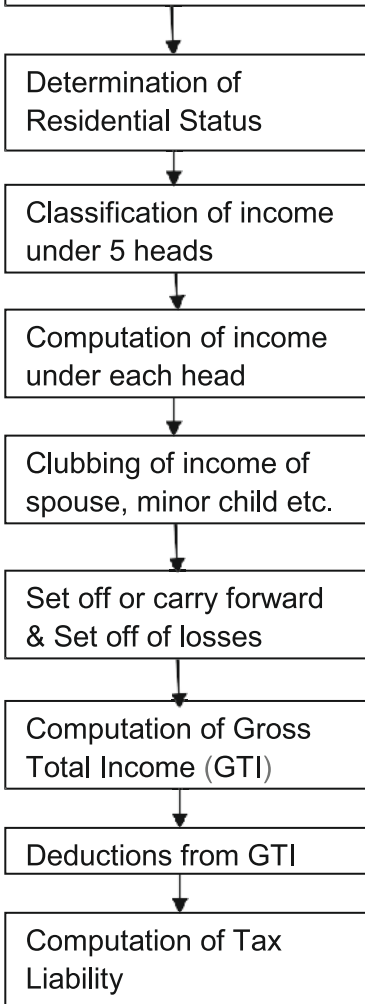 Determination of
Residential Status
Classification of income
under 5 heads
Computation of income
under each head
Clubbing of income of
spouse, minor child etc.
Set off or carry forward
& Set off of losses
Computation of Gross
Total Income (GTI)
Deductions from GTI
Computation of Tax
Liability